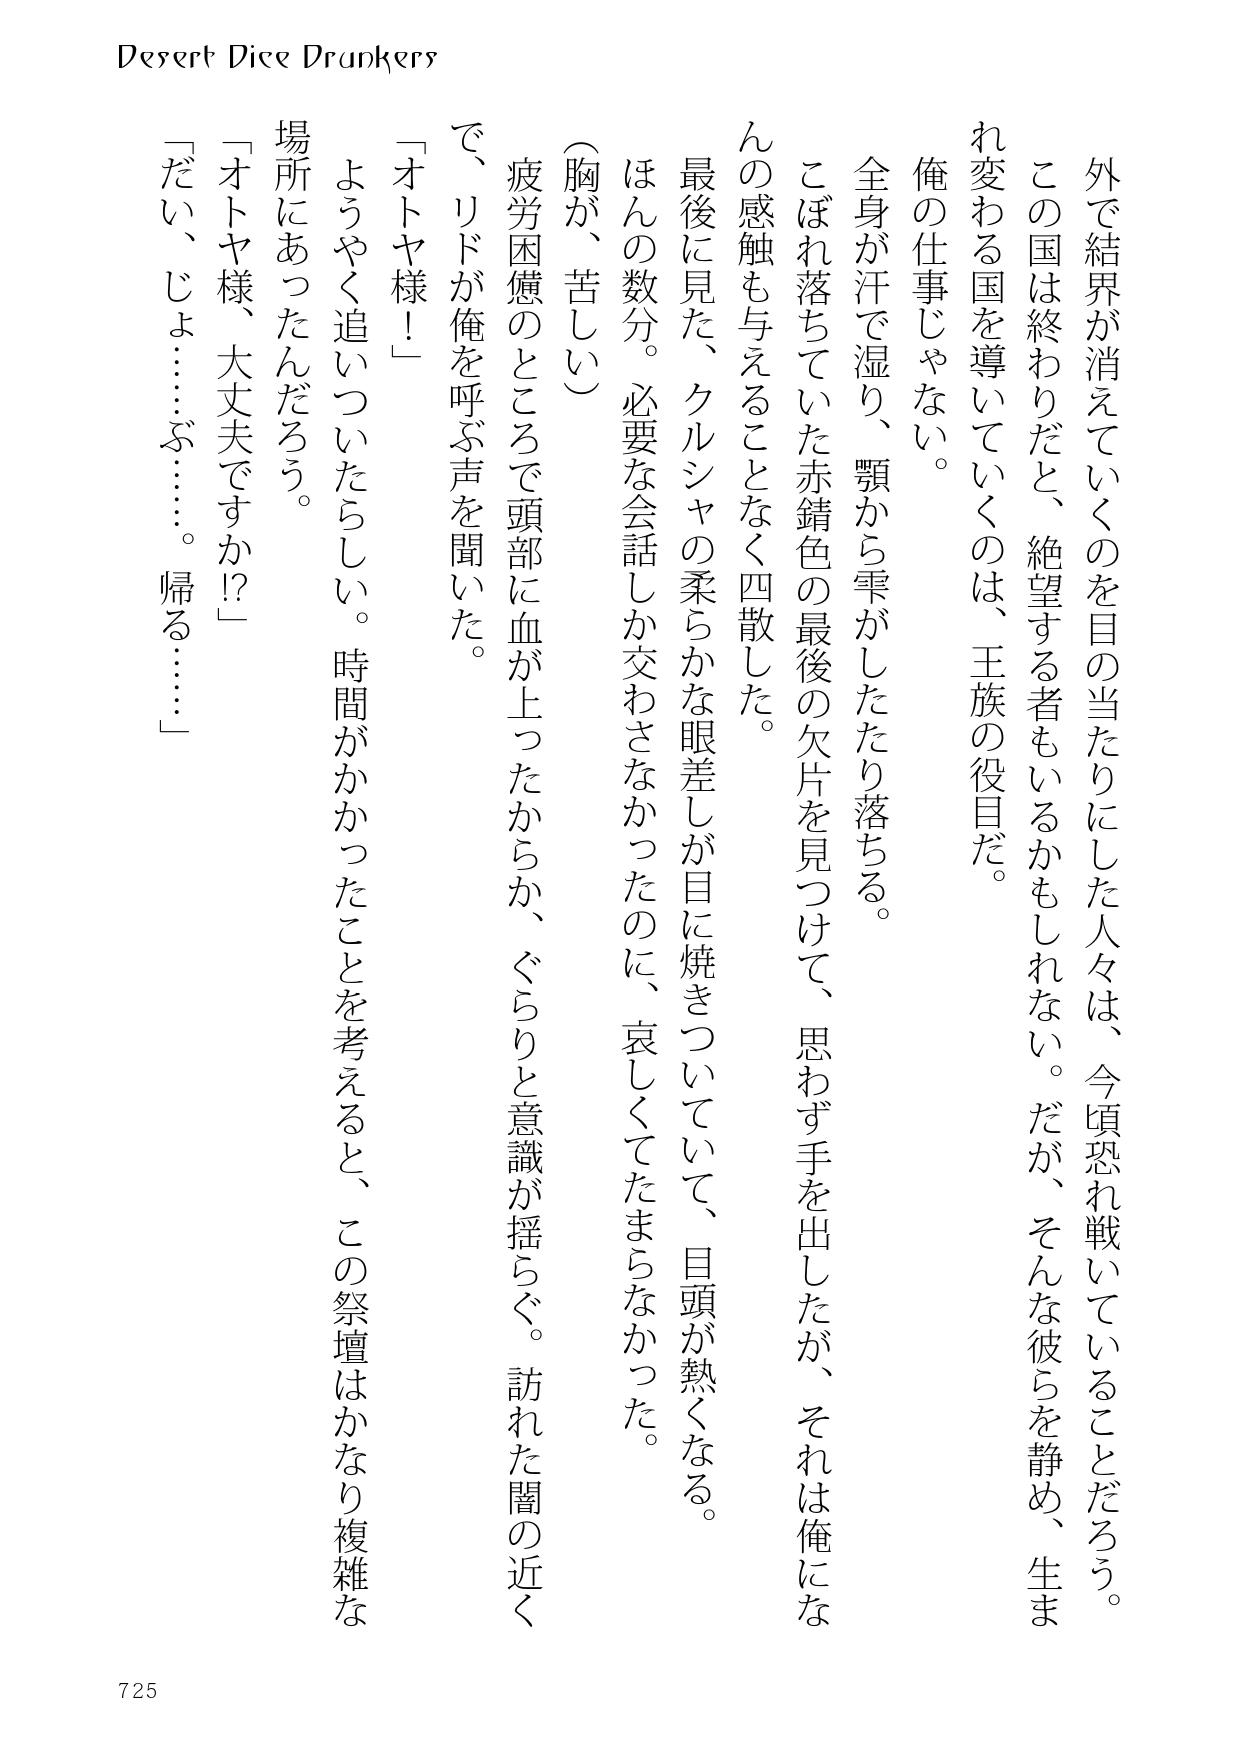 Desert Dice Drunkers
外で結界が消えていくのを目の当たりにした人々は、今頃恐れ戦いていることだろう。
この国は終わりだと、絶望する者もいるかもしれない。だが、そんな彼らを静め、生ま
れ変わる国を導いていくのは、王族の役目だ。
俺の仕事じゃない。
全身が汗で湿り、顎から雫がしたたり落ちる。
こぼれ落ちていた赤錆色の最後の欠片を見つけて、思わず手を出したが、それは俺にな
んの感触も与えることなく四散した。
最後に見た、クルシャの柔らかな眼差しが目に焼きついていて、目頭が熱くなる。
ほんの数分。必要な会話しか交わさなかったのに、哀しくてたまらなかった。
（胸が、苦しい）
疲労困憊のところで頭部に血が上ったからか、ぐらりと意識が揺らぐ。訪れた闇の近く
で、リドが俺を呼ぶ声を聞いた。
「オトヤ様！」
ようやく追いついたらしい。時間がかかったことを考えると、この祭壇はかなり複雑な
場所にあったんだろう。
「オトヤ様、大丈夫ですか!?」
「だい、じょ……ぶ……。帰る……」
725